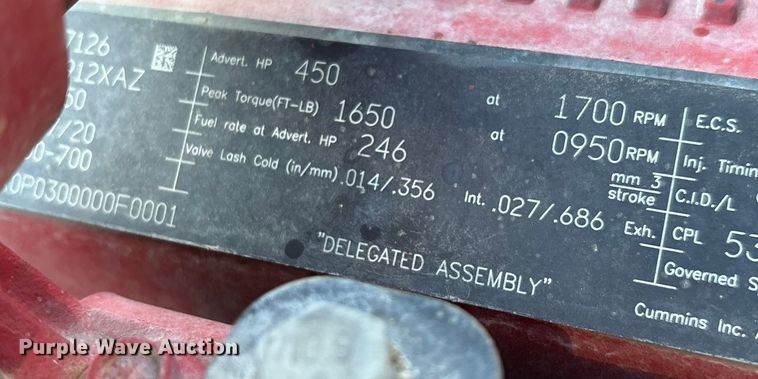 7126
212XAZ
50
/20
00-700
0P0300000F0001
Advert. HP 450 at 1700 RPM
Peak Torque(FT-LB) 1650 at 0950 RPM
Fuel rate at Advert. HP 246 mm 3 stroke
Valve Lash Cold (in/mm) .014/.356 Int. .027/.686 Exh.
"DELEGATED ASSEMBLY"
E.C.S.
Inj. Timin
C.I.D./L
CPL 53
Governed S
Cummins Inc.
Purple Wave Auction